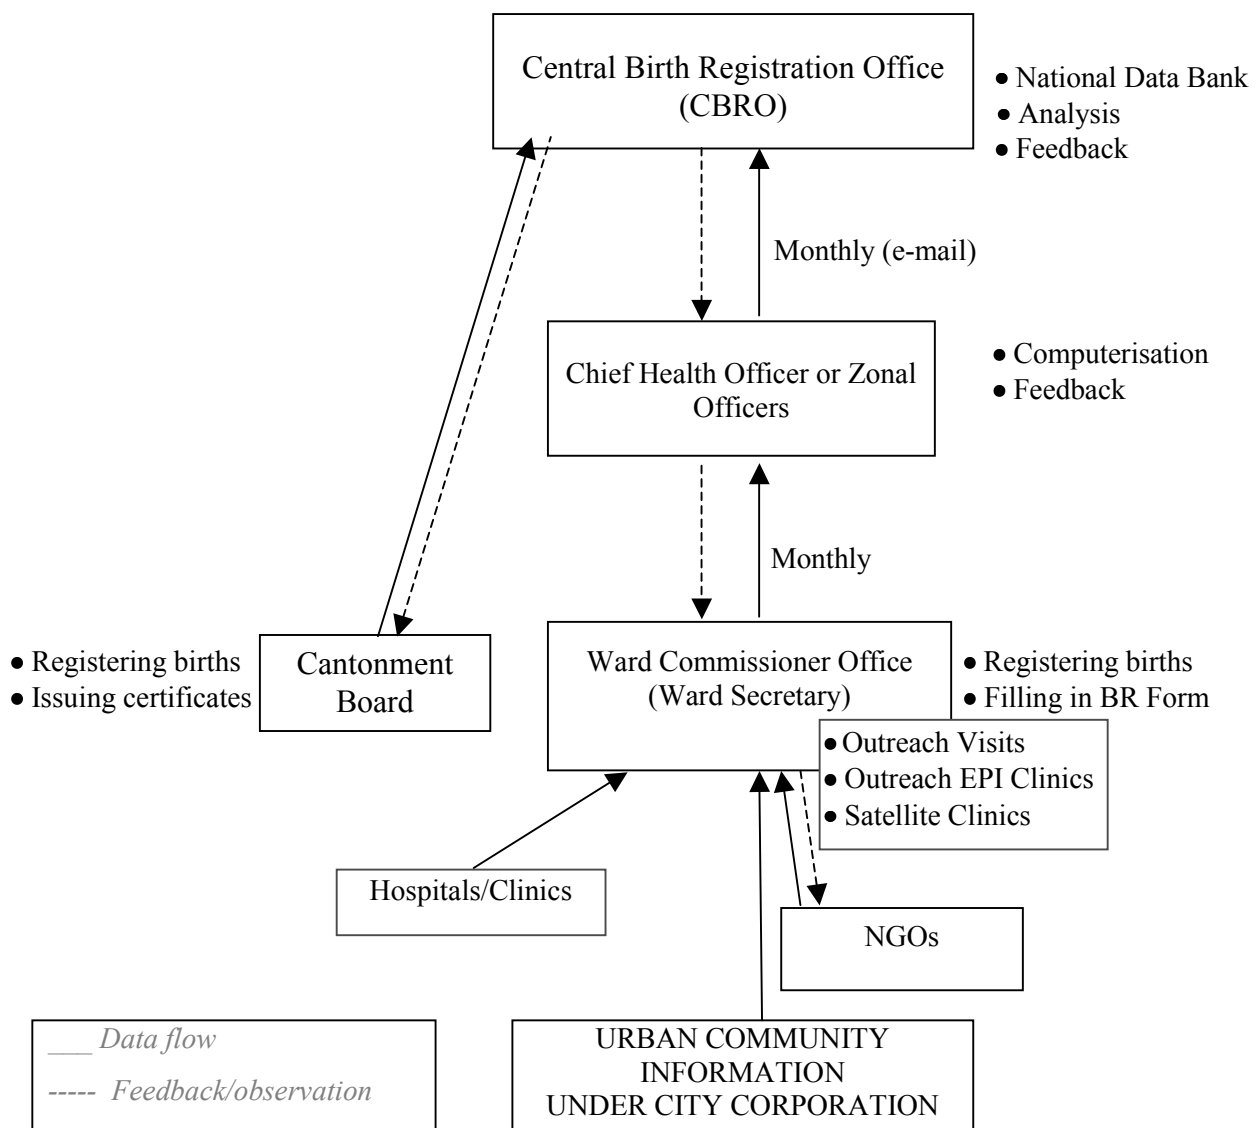 Central Birth Registration Office
(CBRO)
● National Data Bank
● Analysis
● Feedback
Monthly (e-mail)
Chief Health Officer or Zonal
Officers
● Computerisation
● Feedback
Monthly
● Registering births
● Issuing certificates
Cantonment
Board
Ward Commissioner Office
(Ward Secretary)
● Registering births
● Filling in BR Form
● Outreach Visits
● Outreach EPI Clinics
● Satellite Clinics
Hospitals/Clinics
NGOs
___ Data flow
----- Feedback/observation
URBAN COMMUNITY
INFORMATION
UNDER CITY CORPORATION